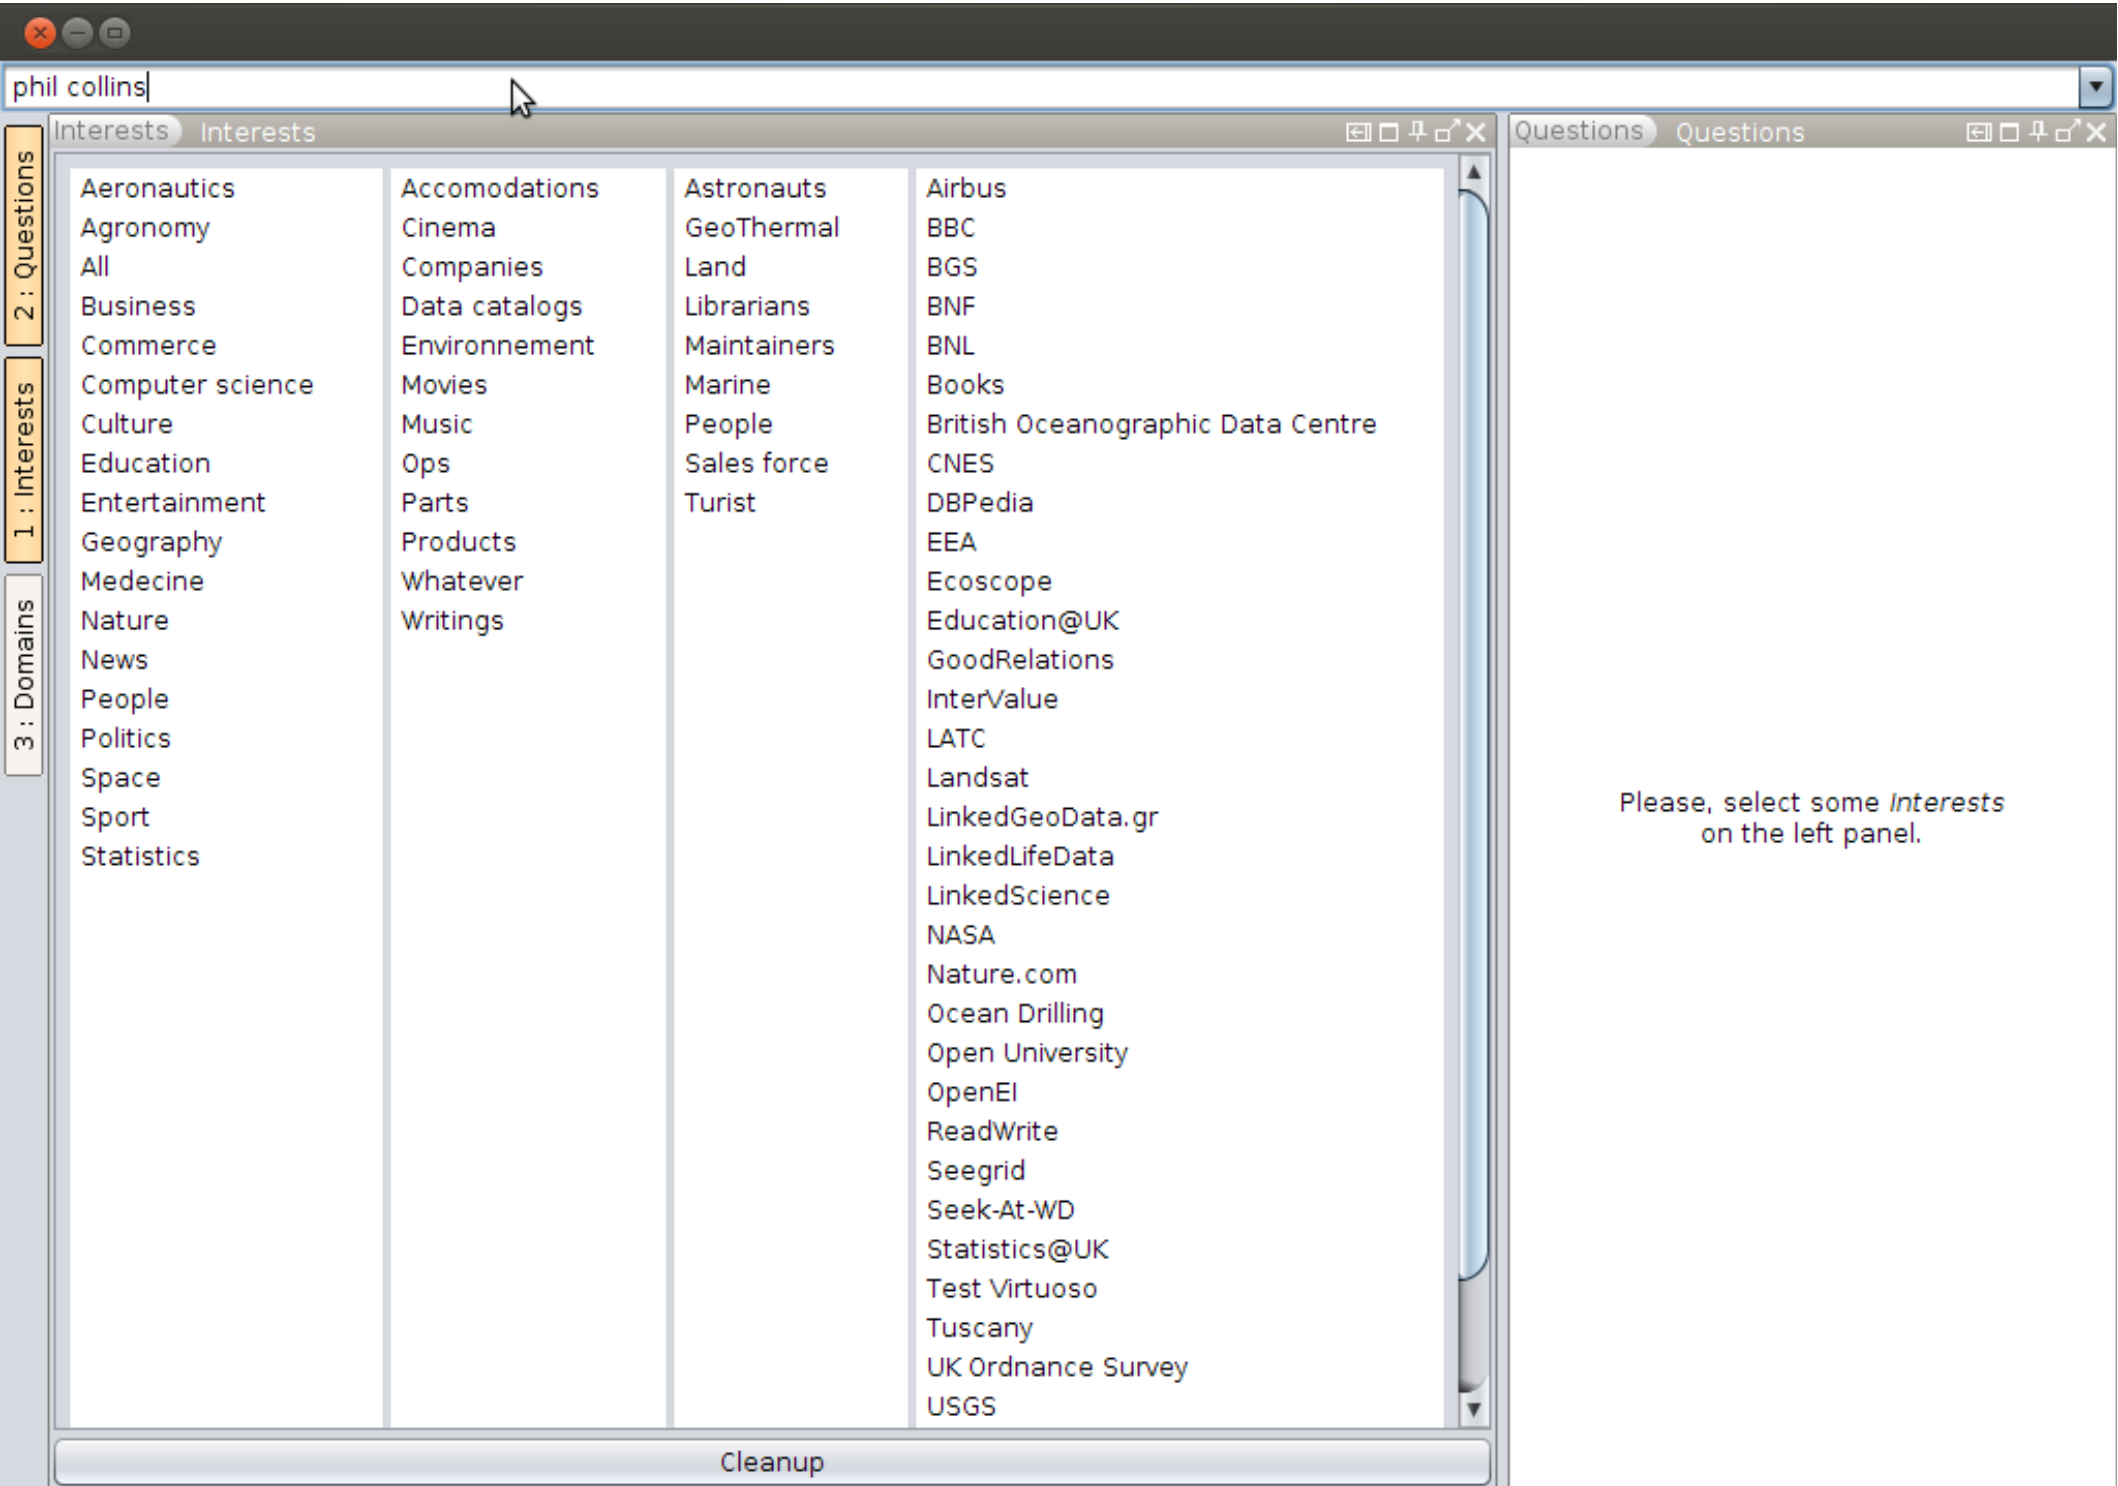 phil collins
2 : Questions
1 : Interests
3 : Domains
Interests Interests
Aeronautics
Agronomy
All
Business
Commerce
Computer science
Culture
Education
Entertainment
Geography
Medecine
Nature
News
People
Politics
Space
Sport
Statistics
Accomodations
Cinema
Companies
Data catalogs
Environnement
Movies
Music
Ops
Parts
Products
Whatever
Writings
Astronauts
GeoThermal
Land
Librarians
Maintainers
Marine
People
Sales force
Turist
Airbus
BBC
BGS
BNF
BNL
Books
British Oceanographic Data Centre
CNES
DBPedia
EEA
Ecoscope
Education@UK
GoodRelations
InterValue
LATC
Landsat
LinkedGeoData.gr
LinkedLifeData
LinkedScience
NASA
Nature.com
Ocean Drilling
Open University
OpenEI
ReadWrite
Seegrid
Seek-At-WD
Statistics@UK
Test Virtuoso
Tuscany
UK Ordnance Survey
USGS
Cleanup
Questions Questions
Please, select some Interests
on the left panel.